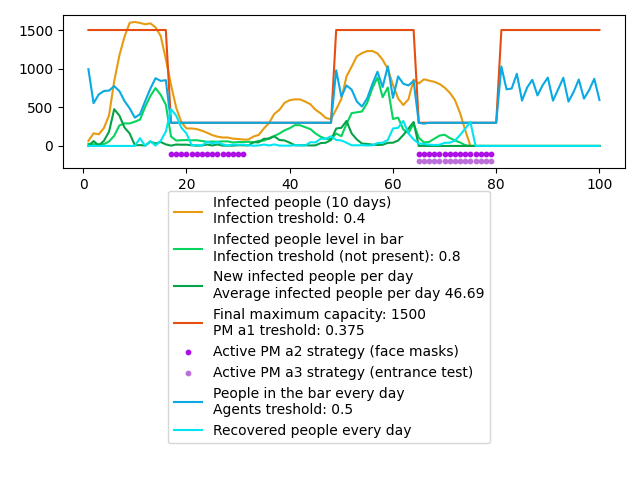 1500
1000
500
0
0 20 40 60 80 100
Infected people (10 days)
Infection treshold: 0.4
Infected people level in bar
Infection treshold (not present): 0.8
New infected people per day
Average infected people per day 46.69
Final maximum capacity: 1500
PM a1 treshold: 0.375
Active PM a2 strategy (face masks)
Active PM a3 strategy (entrance test)
People in the bar every day
Agents treshold: 0.5
Recovered people every day